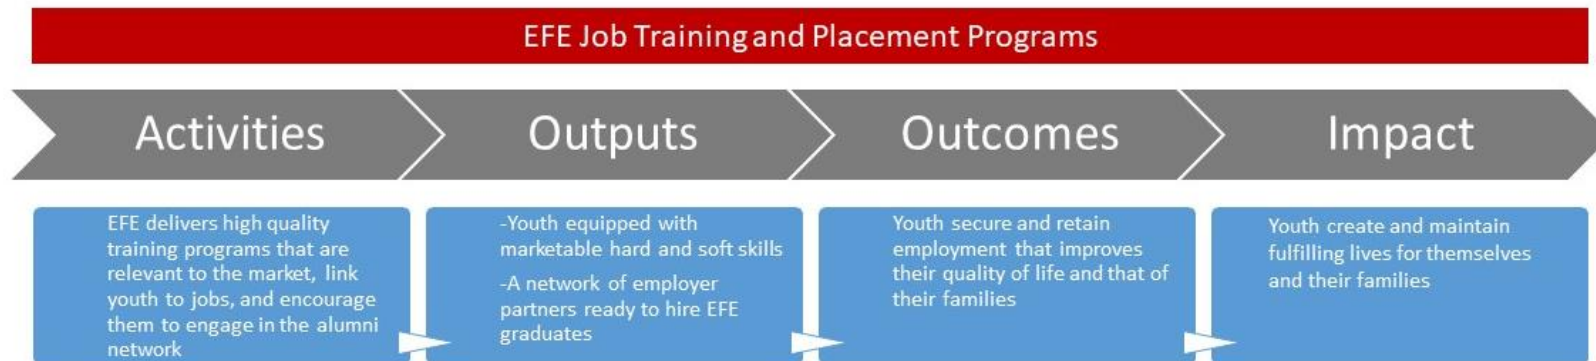 EFE Job Training and Placement Programs
Activities
Outputs
Outcomes
Impact
EFE delivers high quality
training programs that are
relevant to the market, link
youth to jobs, and encourage
them to engage in the alumni
network
-Youth equipped with
marketable hard and soft skills
-A network of employer
partners ready to hire EFE
graduates
Youth secure and retain
employment that improves
their quality of life and that of
their families
Youth create and maintain
fulfilling lives for themselves
and their families